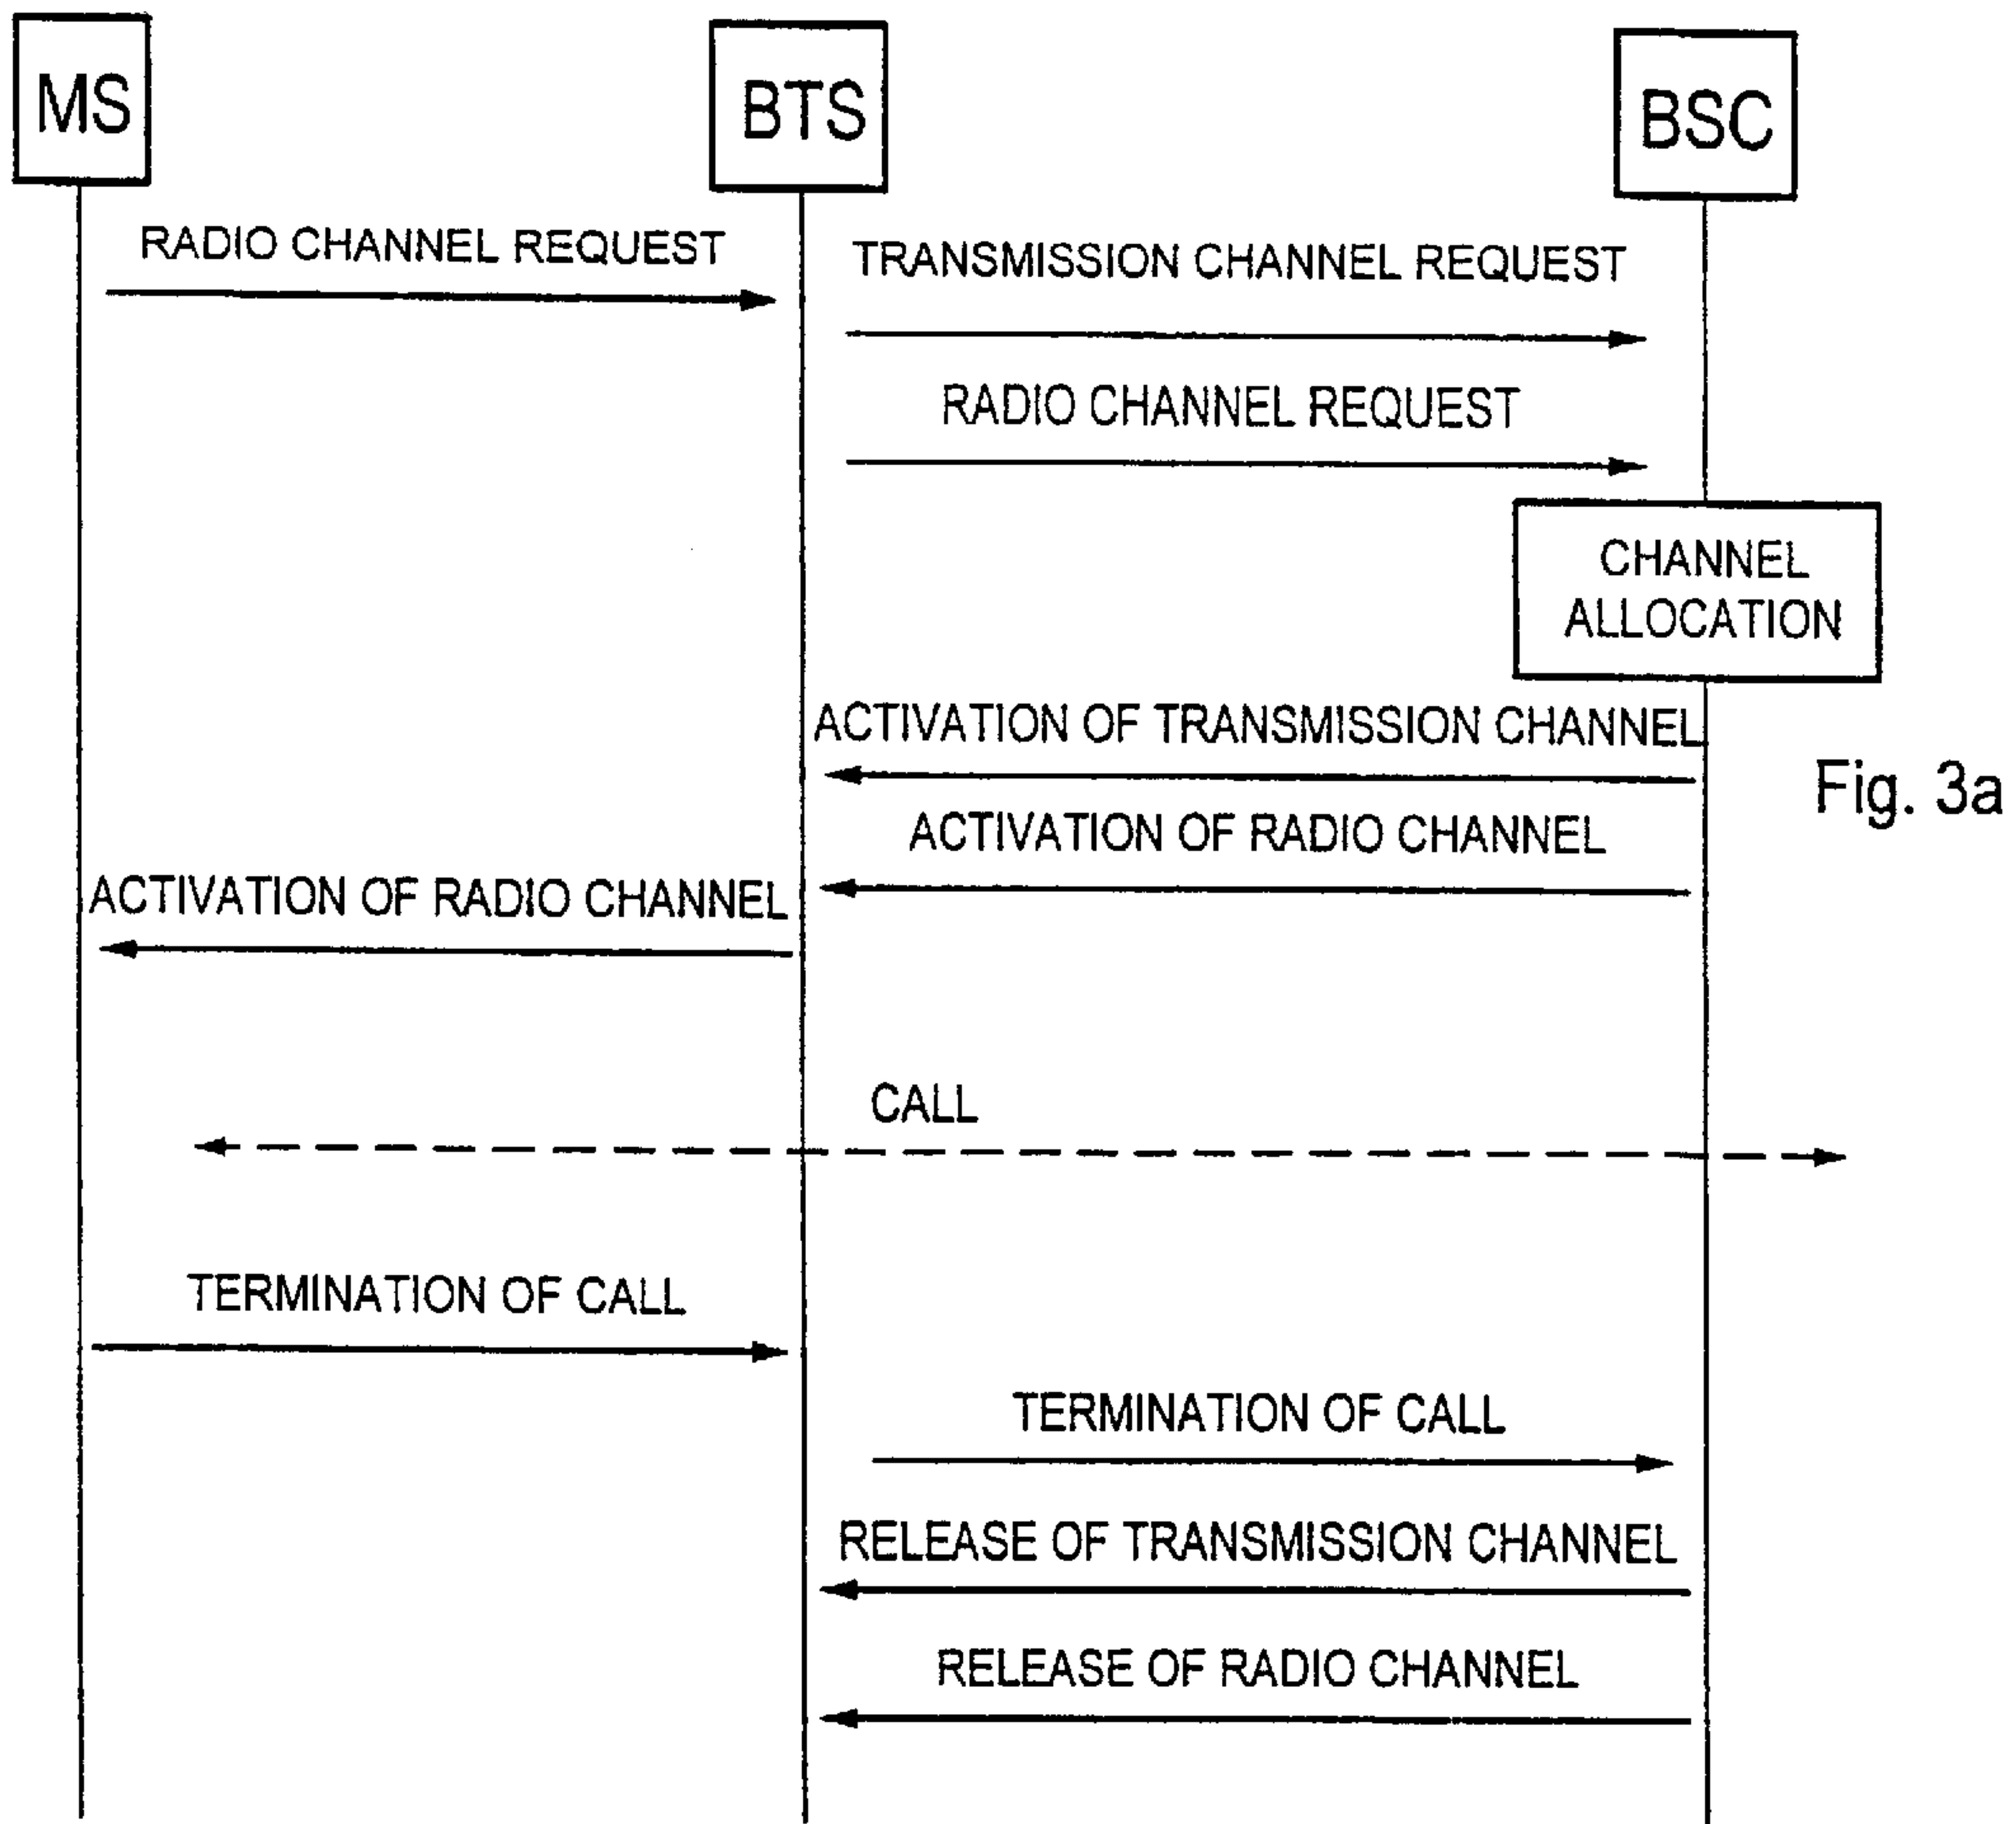 MS
BTS
BSC
RADIO CHANNEL REQUEST
TRANSMISSION CHANNEL REQUEST
RADIO CHANNEL REQUEST
CHANNEL
ALLOCATION
ACTIVATION OF TRANSMISSION CHANNEL
Fig. 3a
ACTIVATION OF RADIO CHANNEL
ACTIVATION OF RADIO CHANNEL
CALL
TERMINATION OF CALL
TERMINATION OF CALL
RELEASE OF TRANSMISSION CHANNEL
RELEASE OF RADIO CHANNEL